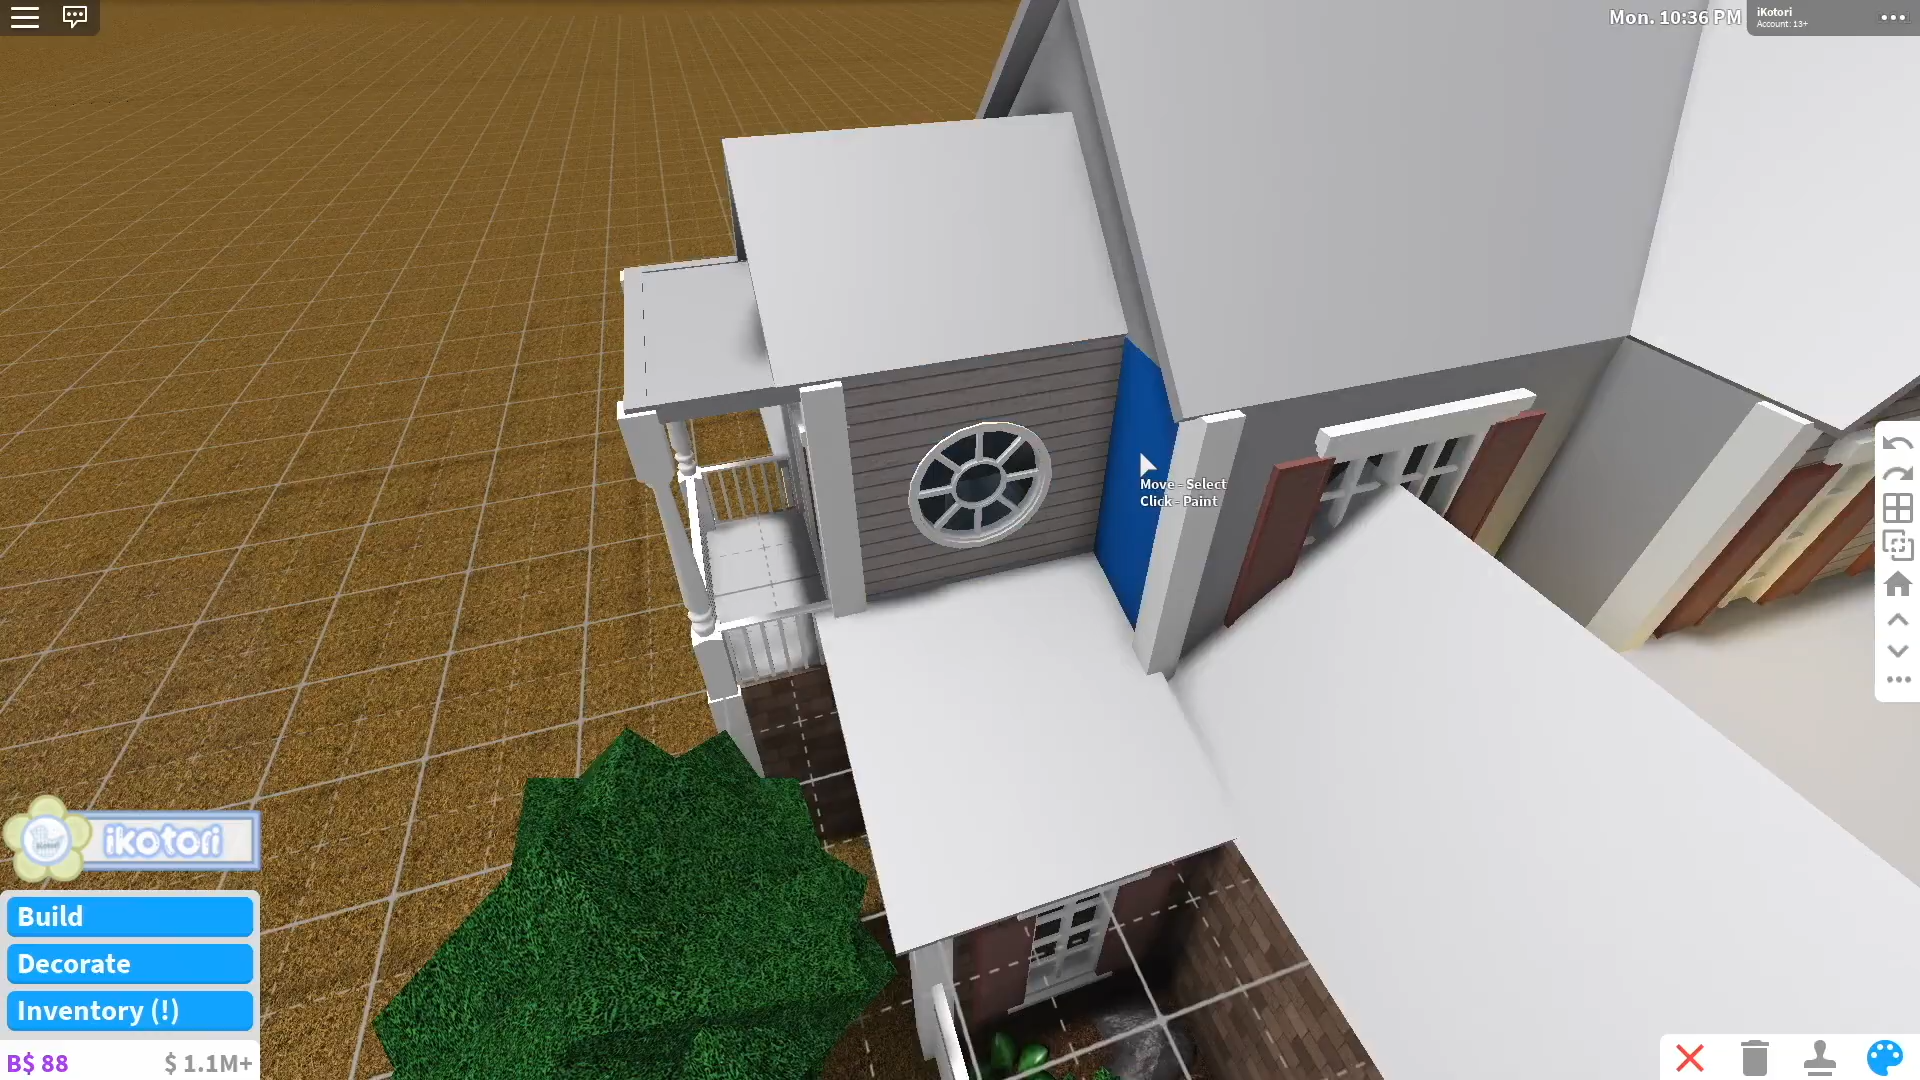 Mon. 10:36 PM
iKotori
Account: 13+
Move - Select
Click - Paint
ikotori
Build
Decorate
Inventory (!)
B$ 88
$ 1.1M+